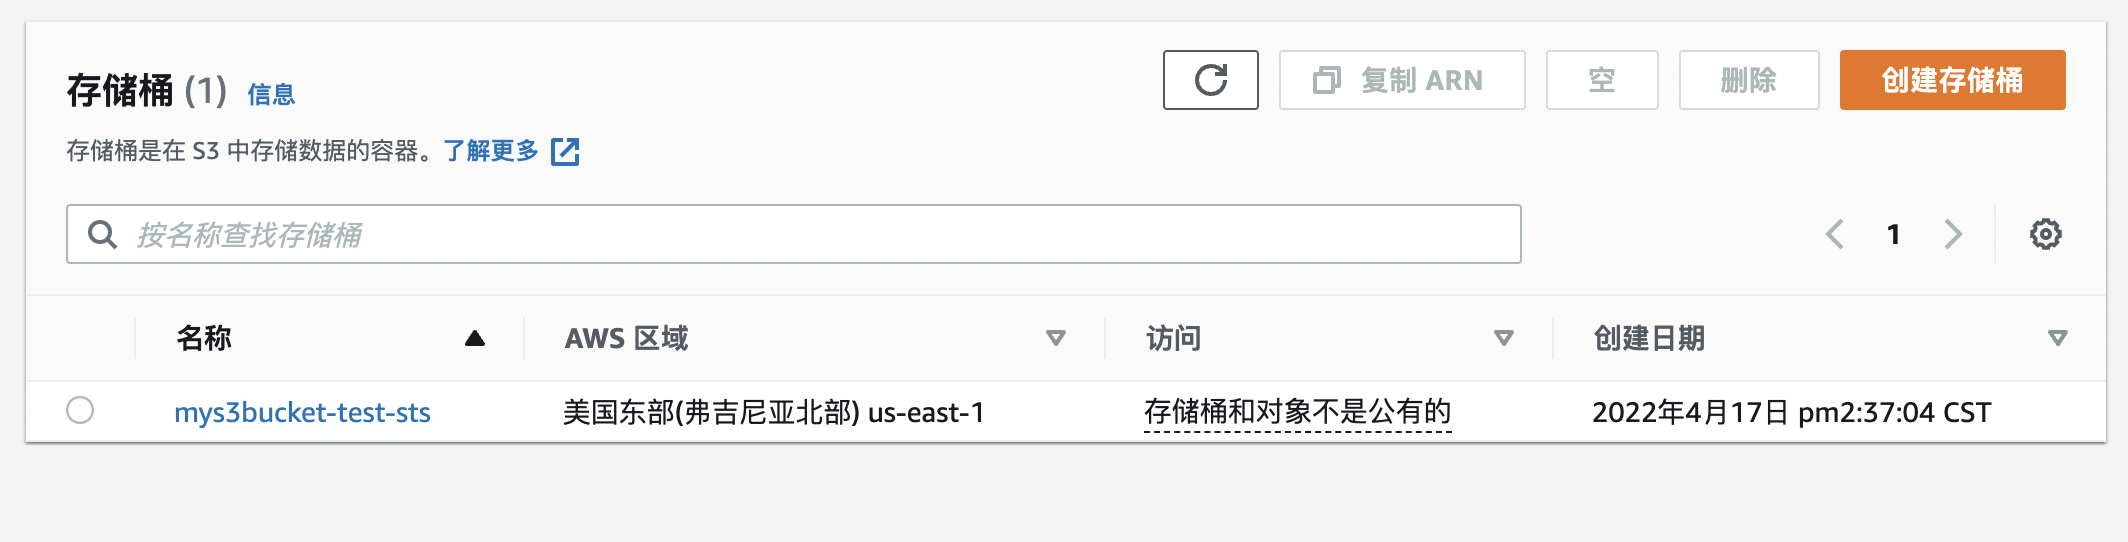 存储桶 (1) 信息
复制 ARN
空
删除
创建存储桶
存储桶是在 S3 中存储数据的容器。了解更多
按名称查找存储桶
1
名称 AWS 区域 访问 创建日期
mys3bucket-test-sts 美国东部(弗吉尼亚北部) us-east-1 存储桶和对象不是公有的 2022年4月17日 pm2:37:04 CST